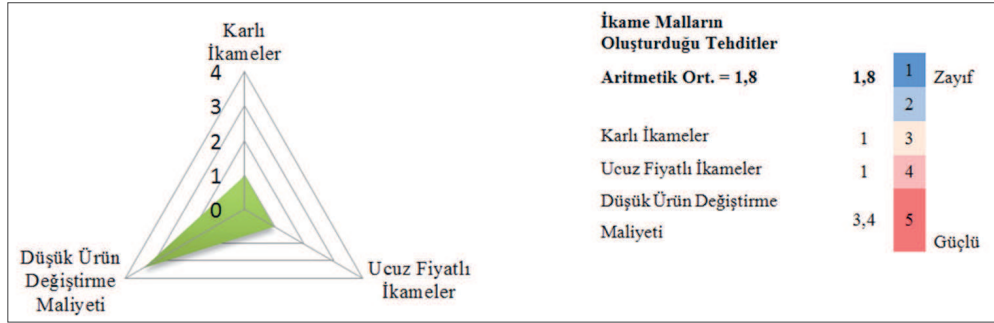 Karlı
İkameler
4
3
2
1
0
Düşük Ürün
Değiştirme
Maliyeti
Ucuz Fiyatlı
İkameler
İkame Malların
Oluşturduğu Tehditler
Aritmetik Ort. = 1,8 1,8 1 Zayıf
2
Karlı İkameler 1 3
Ucuz Fiyatlı İkameler 1 4
Düşük Ürün Değiştirme
Maliyeti 3,4 5
Güçlü